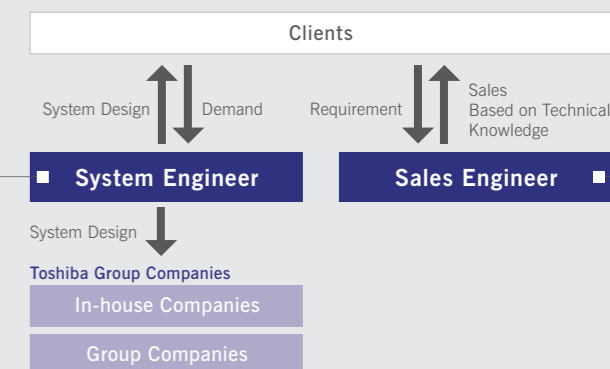 Clients
System Design
Demand
Requirement
Sales
Based on Technical
Knowledge
System Engineer
Sales Engineer
System Design
Toshiba Group Companies
In-house Companies
Group Companies